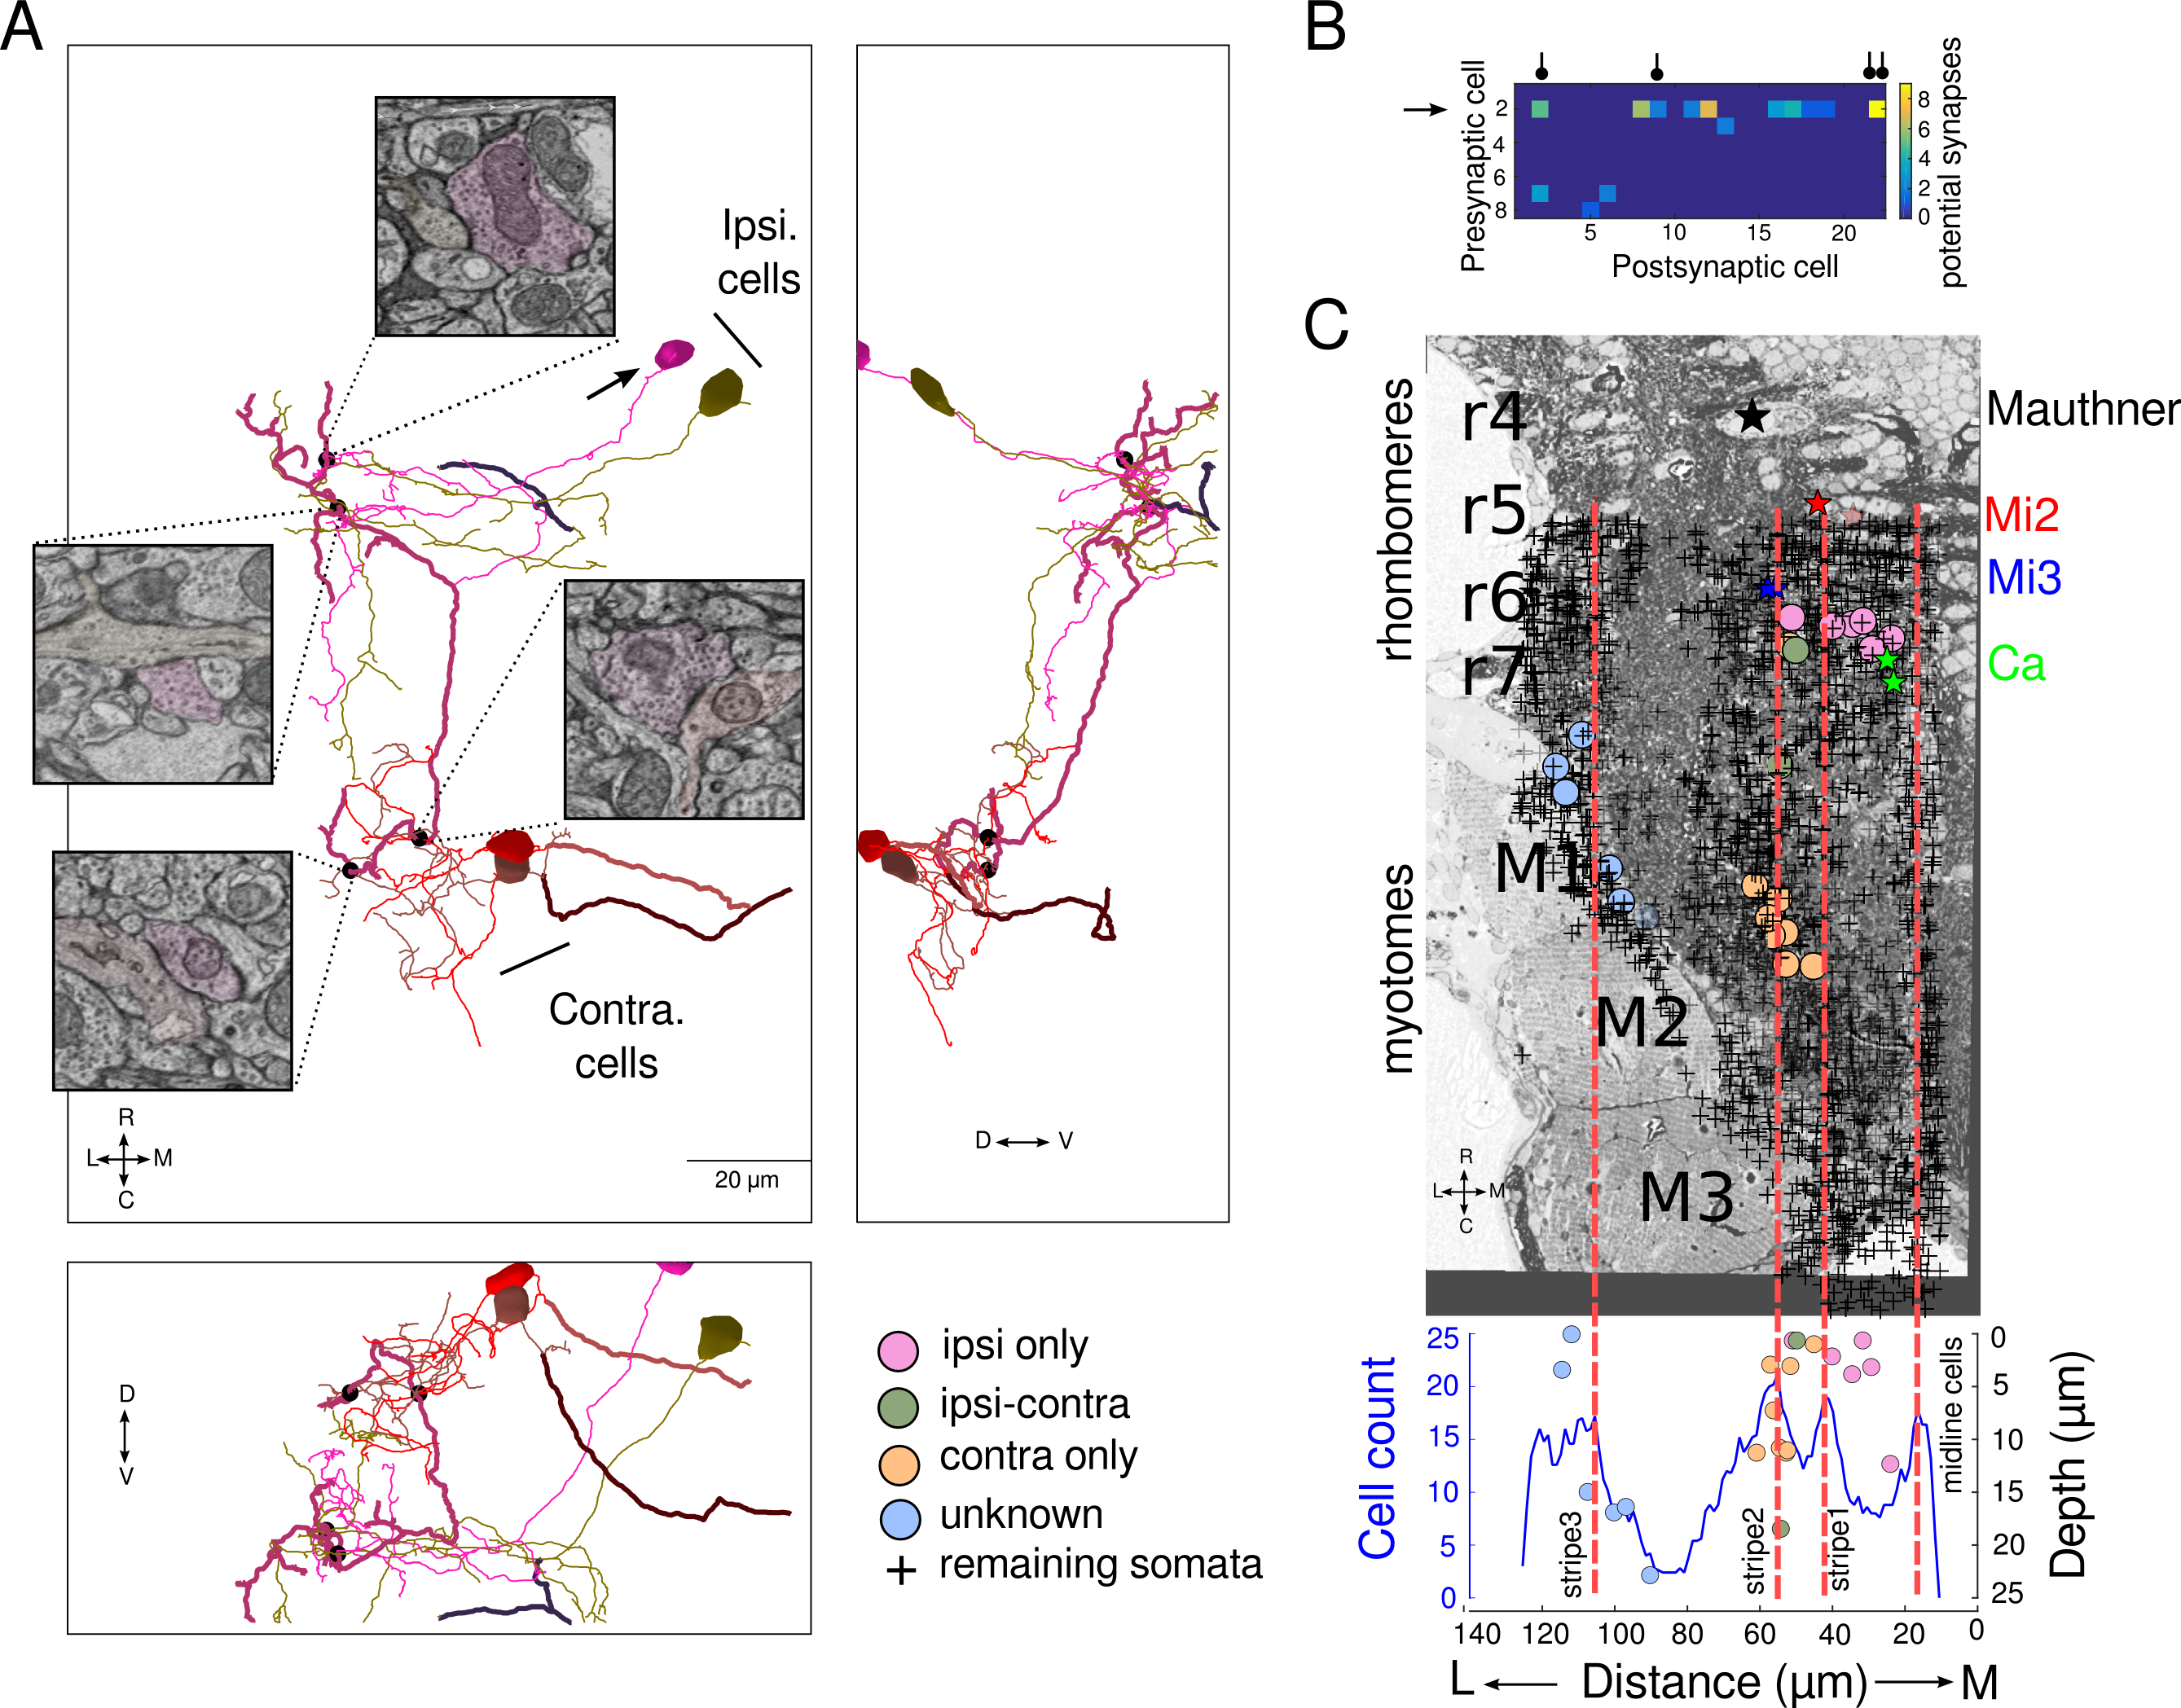 A
Ipsi.
cells
Contra.
cells
R
L M
C
20 µm
D V
D
V
ipsi only
ipsi-contra
contra only
unknown
+ remaining somata
B
Presynaptic cell
2
4
6
8
5 10 15 20
Postsynaptic cell
8
6
4
2
0
potential synapses
C
rhombomeres
myotomes
r4
r5
r6
r7
M1
M2
M3
R
L M
C
Mauthner
Mi2
Mi3
Ca
Cell count
25
20
15
10
5
0
stripe3
stripe2
stripe1
midline cells
0
5
10
15
20
25
Depth (µm)
140 120 100 80 60 40 20 0
L Distance (µm) M